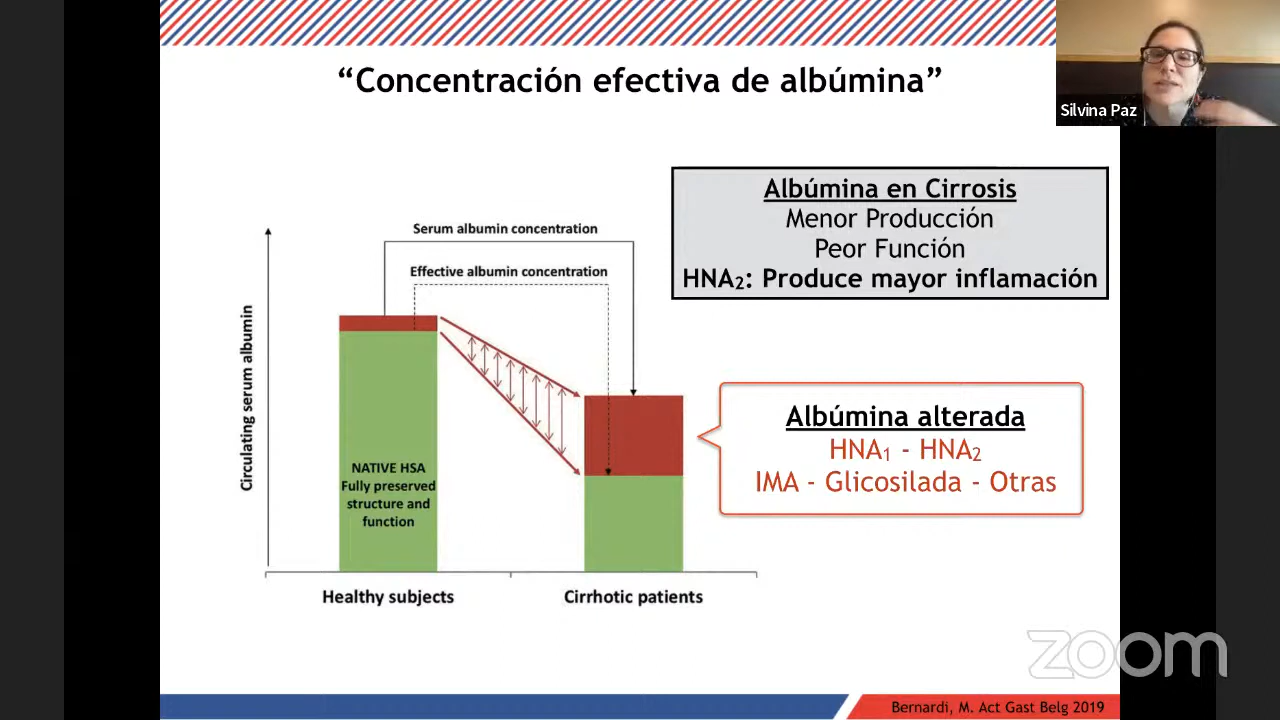 “Concentración efectiva de albúmina”
Silvina Paz
Albúmina en Cirrosis
Menor Producción
Peor Función
HNA₂: Produce mayor inflamación
Serum albumin concentration
Effective albumin concentration
Circulating serum albumin
NATIVE HSA
Fully preserved
structure and
function
Albúmina alterada
HNA₁ - HNA₂
IMA - Glicosilada - Otras
Healthy subjects
Cirrhotic patients
zoom
Bernardi, M. Act Gast Belg 2019